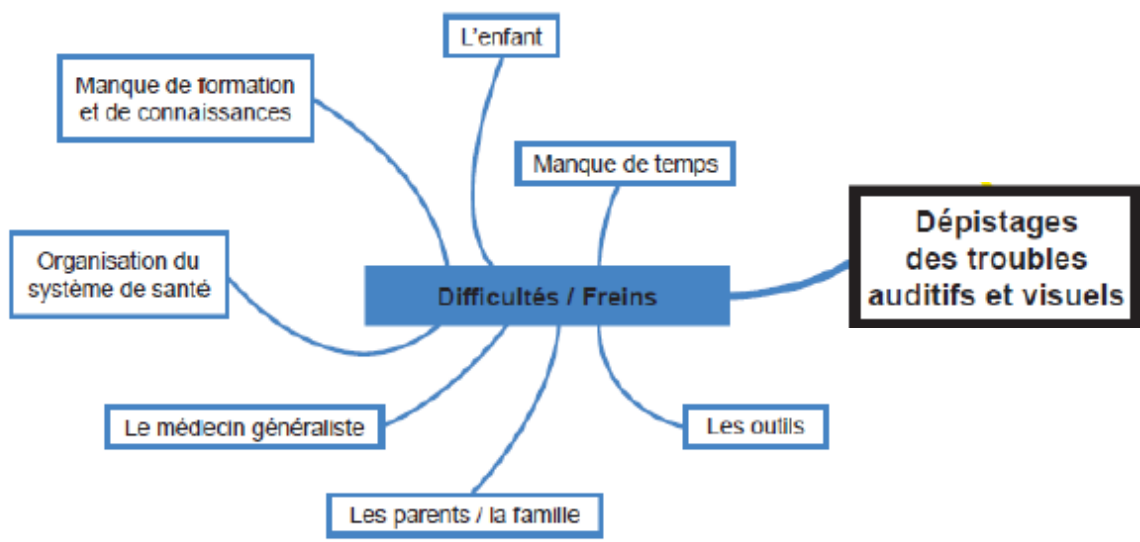 L'enfant
Manque de formation
et de connaissances
Manque de temps
Dépistages
des troubles
auditifs et visuels
Organisation du
système de santé
Difficultés / Freins
Le médecin généraliste
Les outils
Les parents / la famille